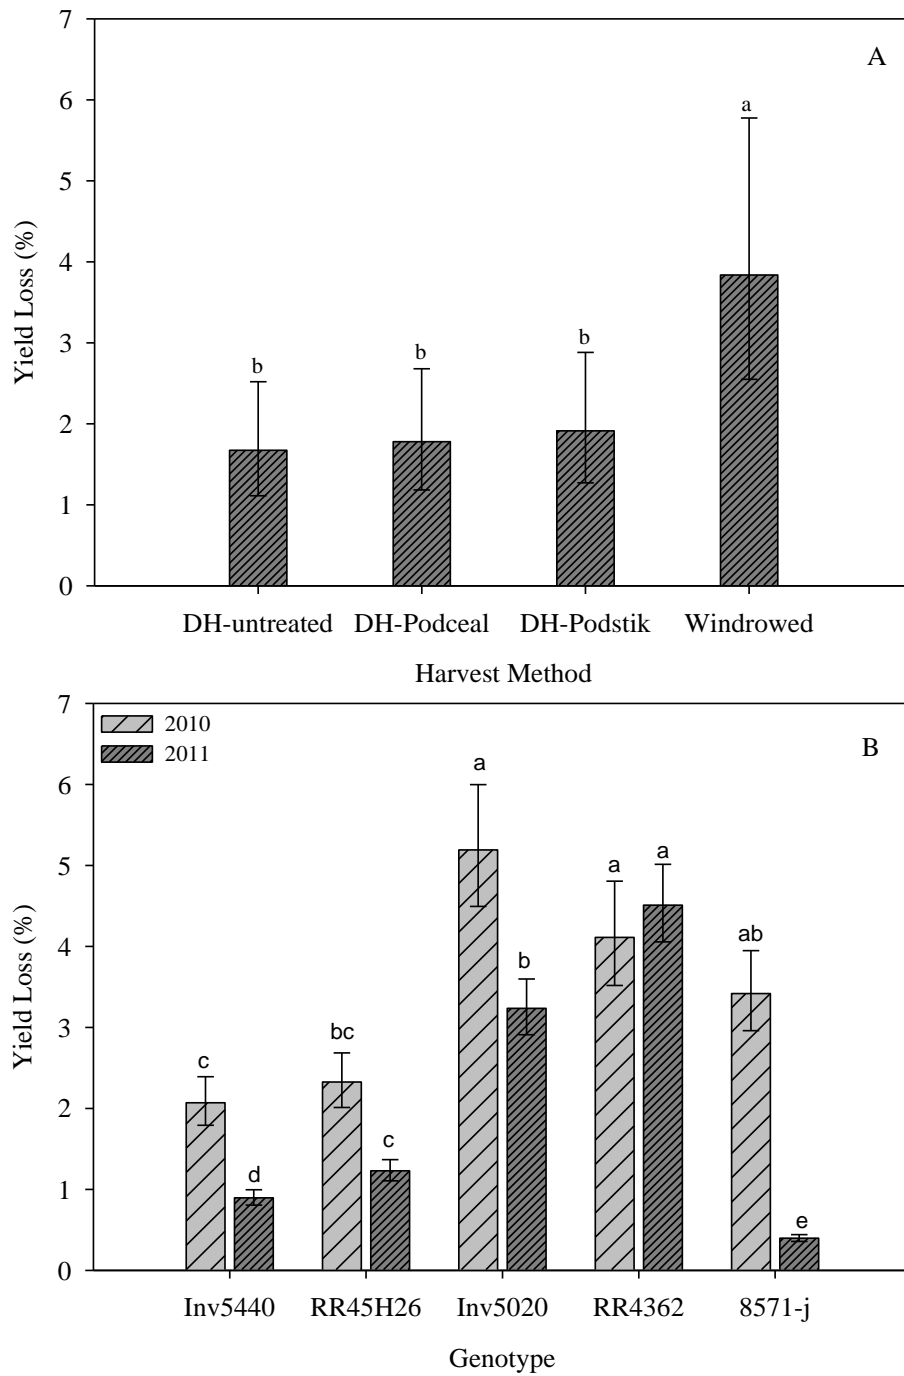 7
A
6
a
5
Yield Loss (%)
4
3
b
b
b
2
1
0
DH-untreated DH-Podceal DH-Podstik Windrowed
Harvest Method
7
2010
2011
B
6
a
5
a
a
Yield Loss (%)
4
ab
b
3
bc
c
2
c
d
1
e
0
Inv5440 RR45H26 Inv5020 RR4362 8571-j
Genotype